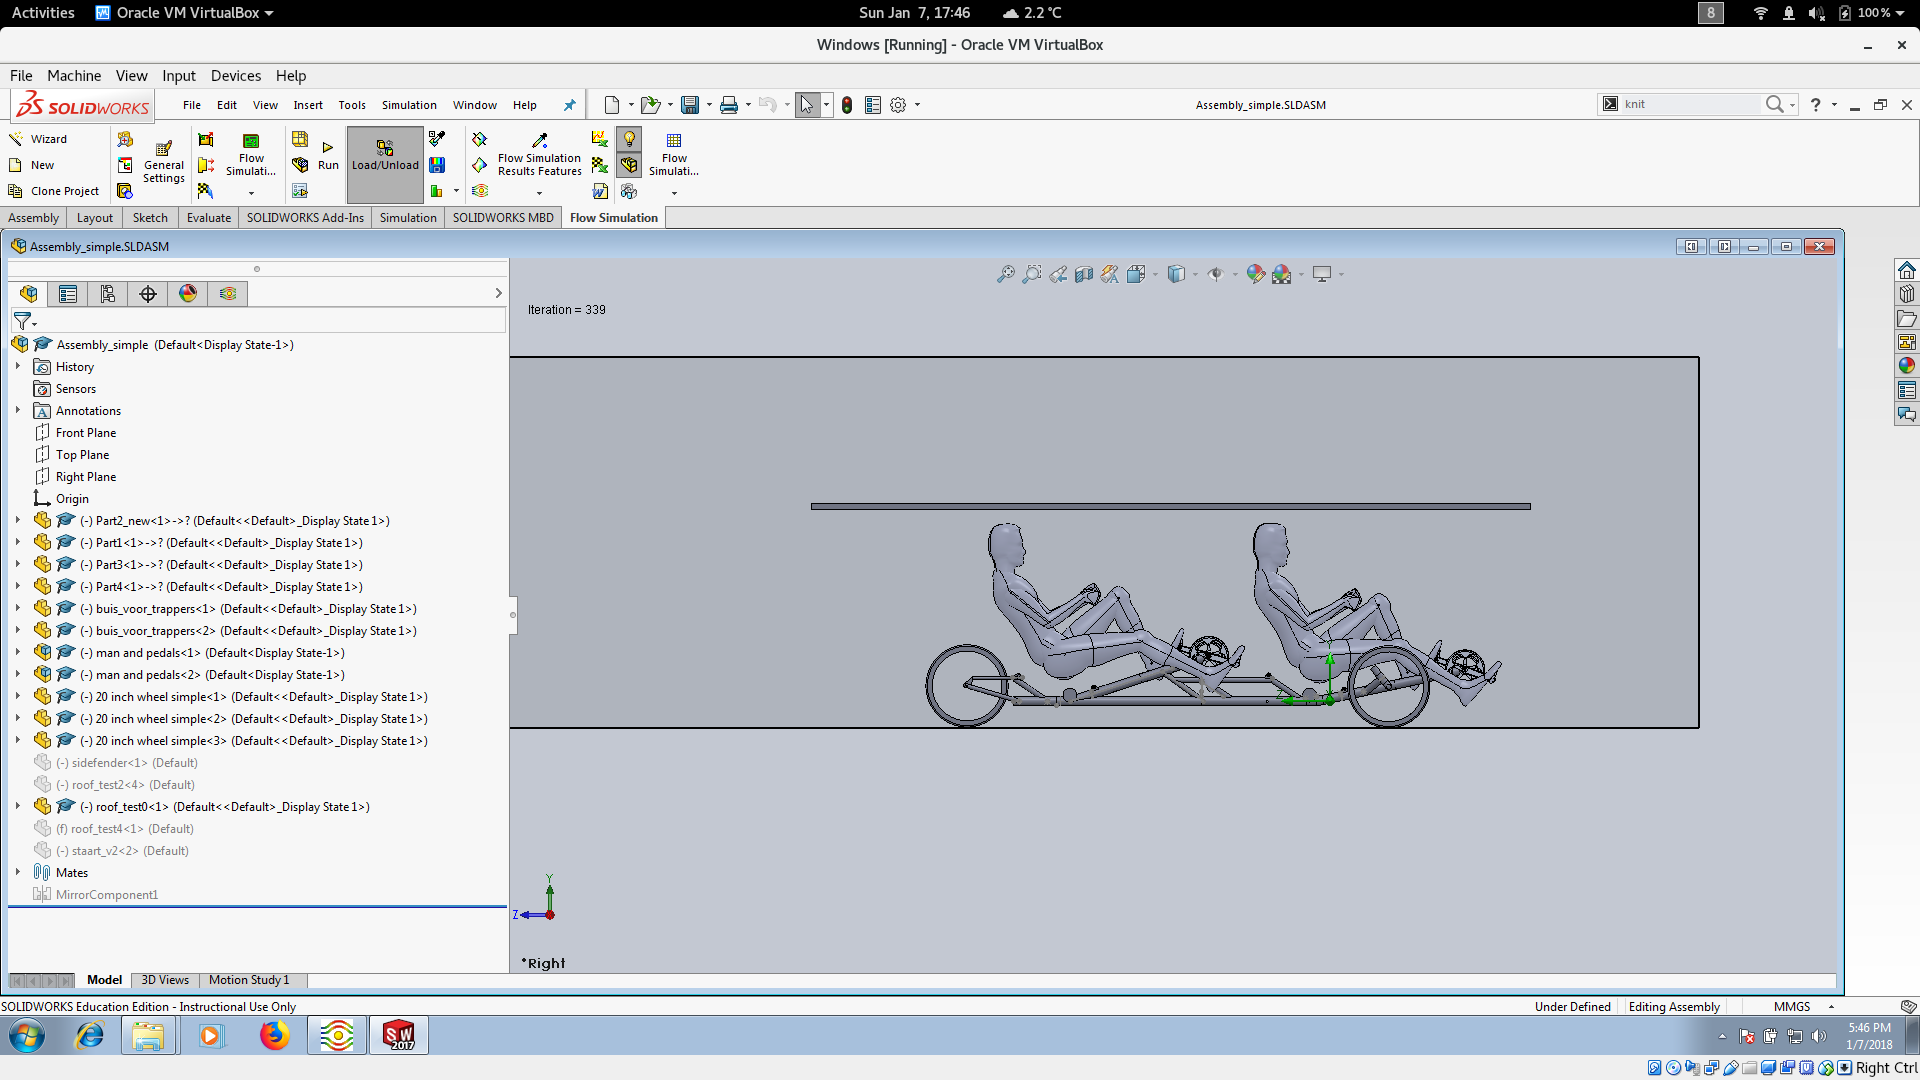 Activities Oracle VM VirtualBox Sun Jan 7, 17:46 2.2 °C 8 100 %
Windows [Running] - Oracle VM VirtualBox
File Machine View Input Devices Help
SOLIDWORKS File Edit View Insert Tools Simulation Window Help Assembly_simple.SLDASM knit ?
Wizard
New
Clone Project
General Settings
Flow Simulati...
Run
Load/Unload
Flow Simulation Results Features
Flow Simulati...
Assembly Layout Sketch Evaluate SOLIDWORKS Add-Ins Simulation SOLIDWORKS MBD Flow Simulation
Assembly_simple.SLDASM
Iteration = 339
Assembly_simple (Default<Display State-1>)
History
Sensors
Annotations
Front Plane
Top Plane
Right Plane
Origin
(-) Part2_new<1>->? (Default<<Default>_Display State 1>)
(-) Part1<1>->? (Default<<Default>_Display State 1>)
(-) Part3<1>->? (Default<<Default>_Display State 1>)
(-) Part4<1>->? (Default<<Default>_Display State 1>)
(-) buis_voor_trappers<1> (Default<<Default>_Display State 1>)
(-) buis_voor_trappers<2> (Default<<Default>_Display State 1>)
(-) man and pedals<1> (Default<Display State-1>)
(-) man and pedals<2> (Default<Display State-1>)
(-) 20 inch wheel simple<1> (Default<<Default>_Display State 1>)
(-) 20 inch wheel simple<2> (Default<<Default>_Display State 1>)
(-) 20 inch wheel simple<3> (Default<<Default>_Display State 1>)
(-) sidefender<1> (Default)
(-) roof_test2<4> (Default)
(-) roof_test0<1> (Default<<Default>_Display State 1>)
(f) roof_test4<1> (Default)
(-) staart_v2<2> (Default)
Mates
MirrorComponent1
Y
Z
*Right
Model 3D Views Motion Study 1
SOLIDWORKS Education Edition - Instructional Use Only Under Defined Editing Assembly MMGS
SW 2017
5:46 PM
1/7/2018
Right Ctrl